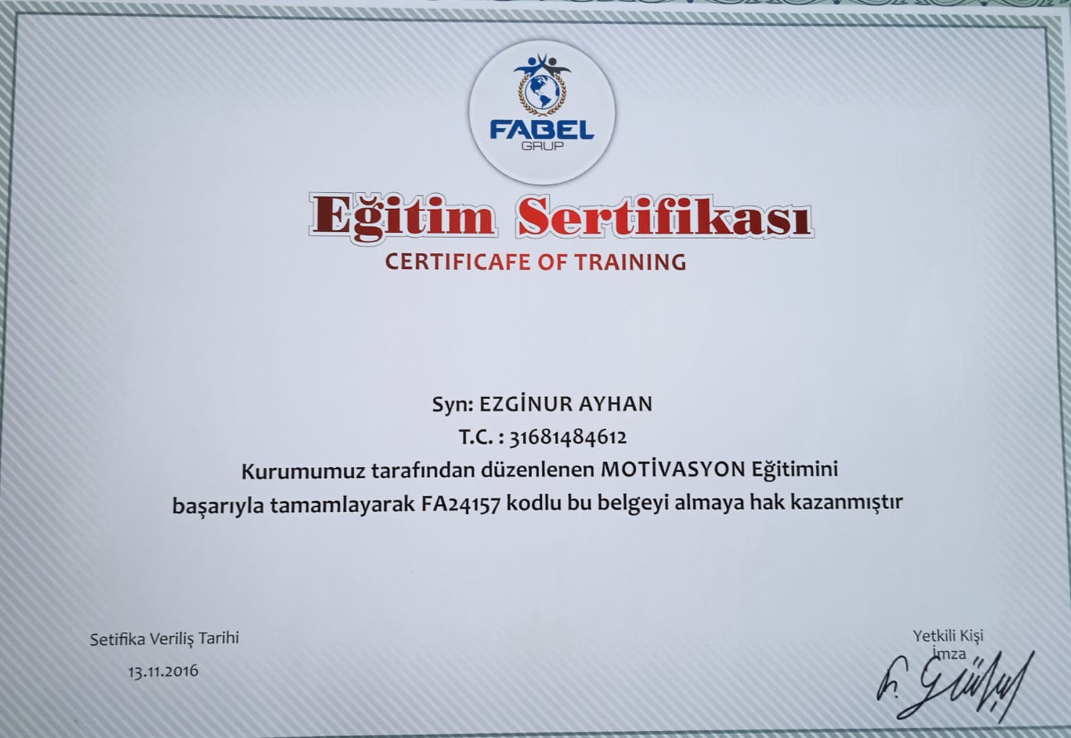 FABEL
GRUP
Eğitim Sertifikası
CERTIFICAFE OF TRAINING
Syn: EZGİNUR AYHAN
T.C. : 31681484612
Kurumumuz tarafından düzenlenen MOTİVASYON Eğitimini
başarıyla tamamlayarak FA24157 kodlu bu belgeyi almaya hak kazanmıştır
Setifika Veriliş Tarihi
13.11.2016
Yetkili Kişi
İmza